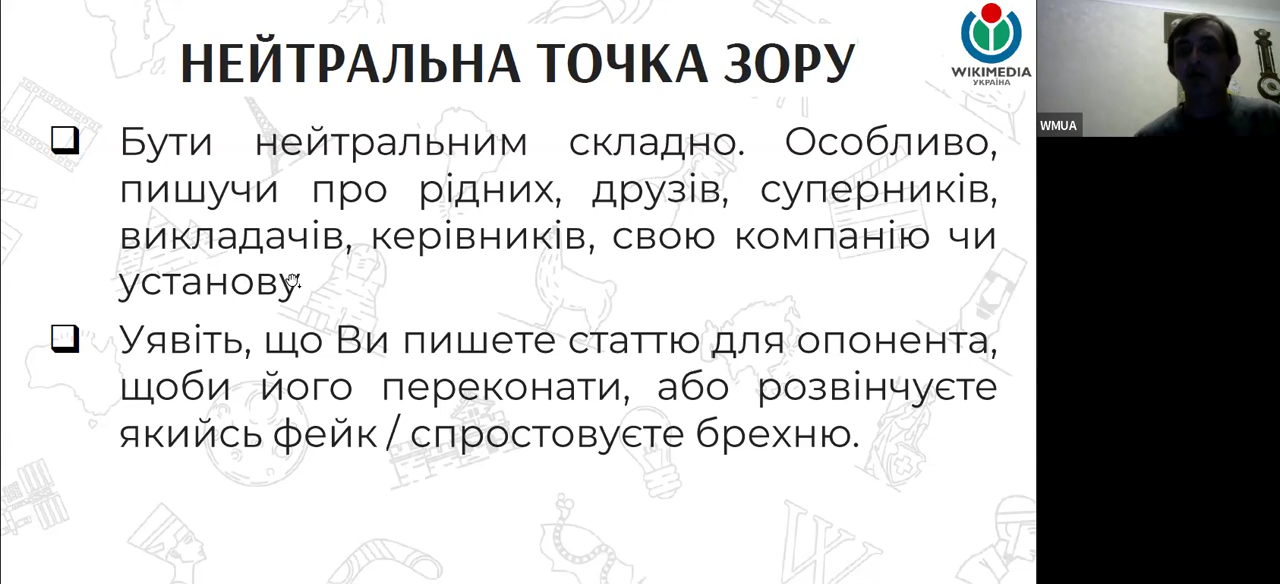 НЕЙТРАЛЬНА ТОЧКА ЗОРУ
WIKIMEDIA
УКРАЇНА
WMUA
Бути нейтральним складно. Особливо,
пишучи про рідних, друзів, суперників,
викладачів, керівників, свою компанію чи
установу.
Уявіть, що Ви пишете статтю для опонента,
щоби його переконати, або розвінчуєте
якийсь фейк / спростовуєте брехню.